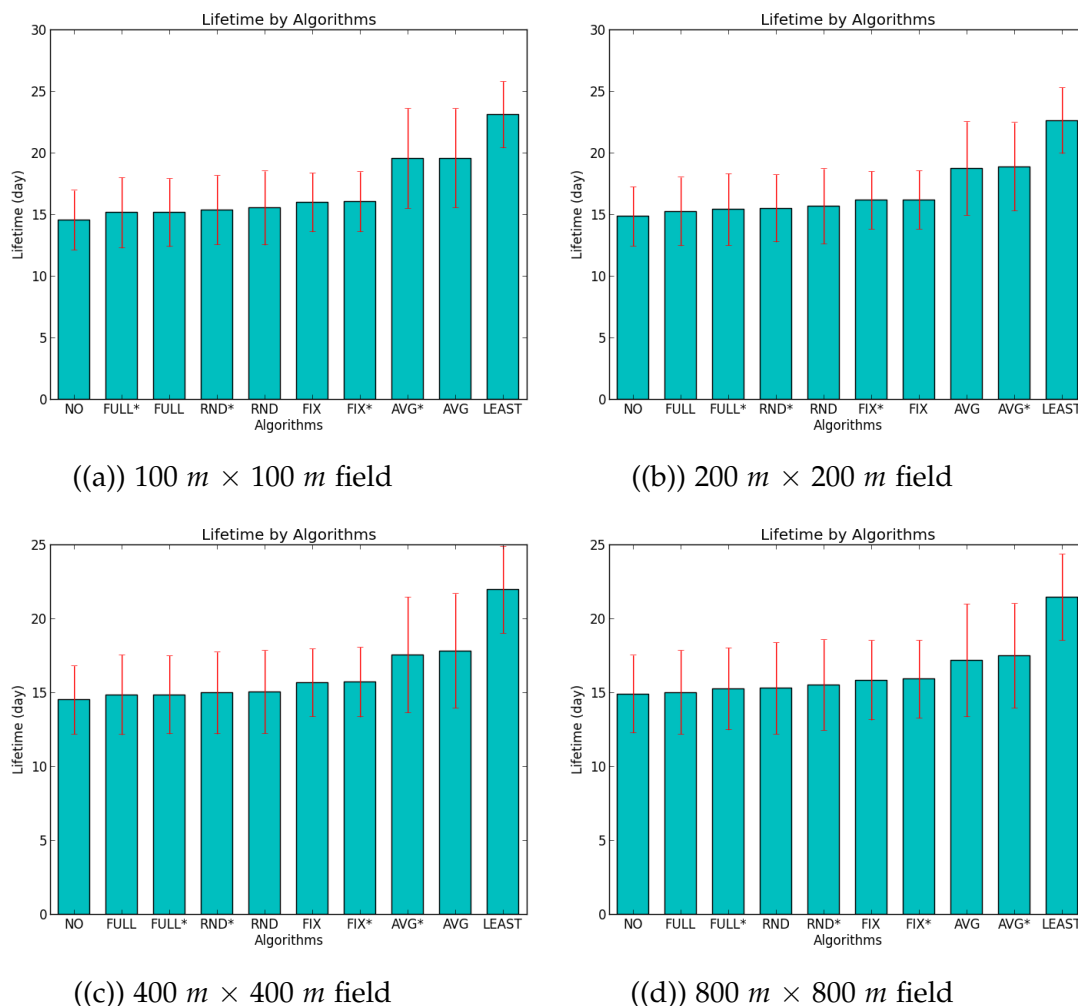 Lifetime by Algorithms
30
25
20
15
10
5
0
Lifetime (day)
NO FULL* FULL RND* RND FIX FIX* AVG* AVG LEAST
Algorithms
((a)) 100 m × 100 m field
Lifetime by Algorithms
30
25
20
15
10
5
0
Lifetime (day)
NO FULL FULL* RND* RND FIX* FIX AVG AVG* LEAST
Algorithms
((b)) 200 m × 200 m field
Lifetime by Algorithms
25
20
15
10
5
0
Lifetime (day)
NO FULL FULL* RND* RND FIX FIX* AVG* AVG LEAST
Algorithms
((c)) 400 m × 400 m field
Lifetime by Algorithms
25
20
15
10
5
0
Lifetime (day)
NO FULL FULL* RND RND* FIX FIX* AVG AVG* LEAST
Algorithms
((d)) 800 m × 800 m field